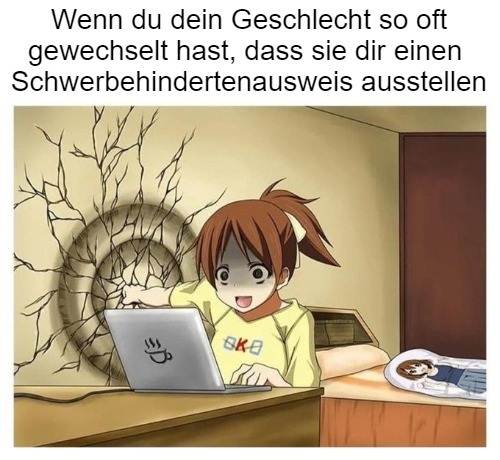 Wenn du dein Geschlecht so oft
gewechselt hast, dass sie dir einen
Schwerbehindertenausweis ausstellen